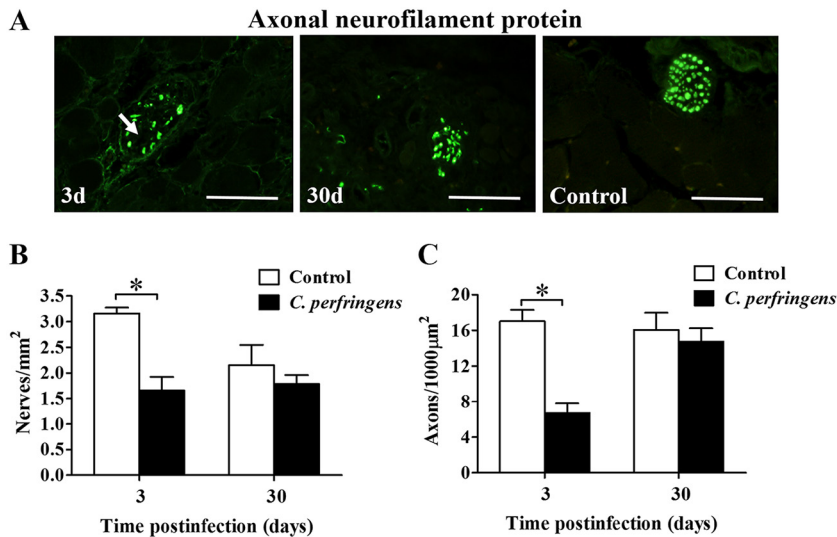 A
Axonal neurofilament protein
3d
30d
Control
B
Control
C. perfringens
*
3.5
3.0
2.5
2.0
1.5
1.0
0.5
0.0
Nerves/mm²
3
30
Time postinfection (days)
C
Control
C. perfringens
*
20
16
12
8
4
0
Axons/1000μm²
3
30
Time postinfection (days)